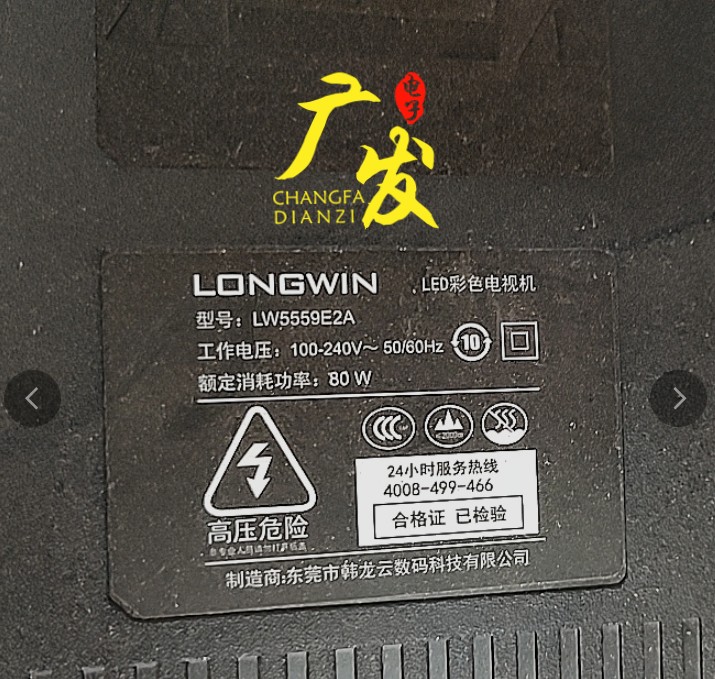 电子
广发
CHANGFA
DIANZI
LONGWIN LED彩色电视机
型号：LW5559E2A
工作电压：100-240V～ 50/60Hz 10
额定消耗功率：80 W
≤2000m
24小时服务热线
4008-499-466
合格证 已检验
高压危险
制造商:东莞市韩龙云数码科技有限公司